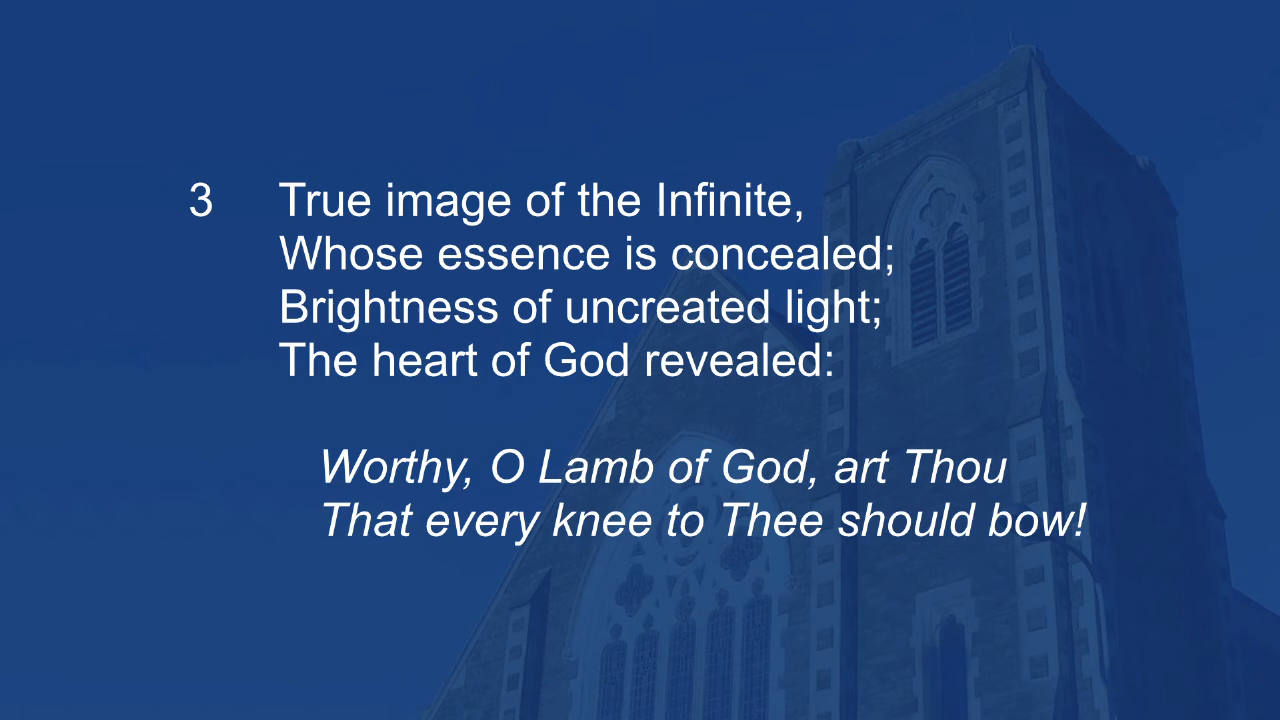 3 True image of the Infinite,
Whose essence is concealed;
Brightness of uncreated light;
The heart of God revealed:
Worthy, O Lamb of God, art Thou
That every knee to Thee should bow!